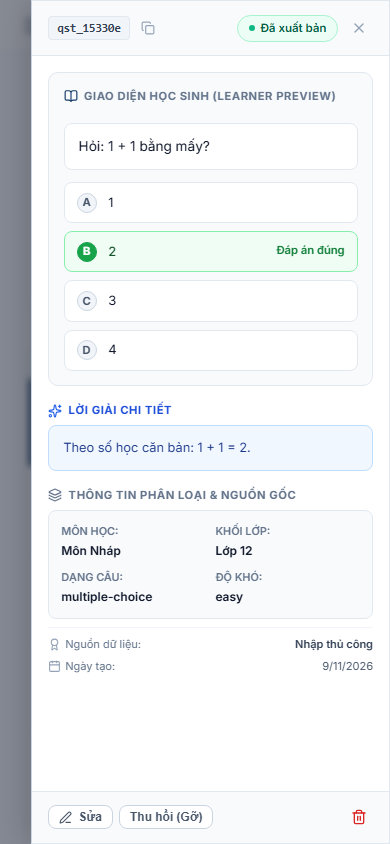 qst_15330e
Đã xuất bản
GIAO DIỆN HỌC SINH (LEARNER PREVIEW)
Hỏi: 1 + 1 bằng mấy?
A 1
B 2 Đáp án đúng
C 3
D 4
LỜI GIẢI CHI TIẾT
Theo số học căn bản: 1 + 1 = 2.
THÔNG TIN PHÂN LOẠI & NGUỒN GỐC
MÔN HỌC: KHỐI LỚP:
Môn Nháp Lớp 12
DẠNG CÂU: ĐỘ KHÓ:
multiple-choice easy
Nguồn dữ liệu: Nhập thủ công
Ngày tạo: 9/11/2026
Sửa Thu hồi (Gỡ)